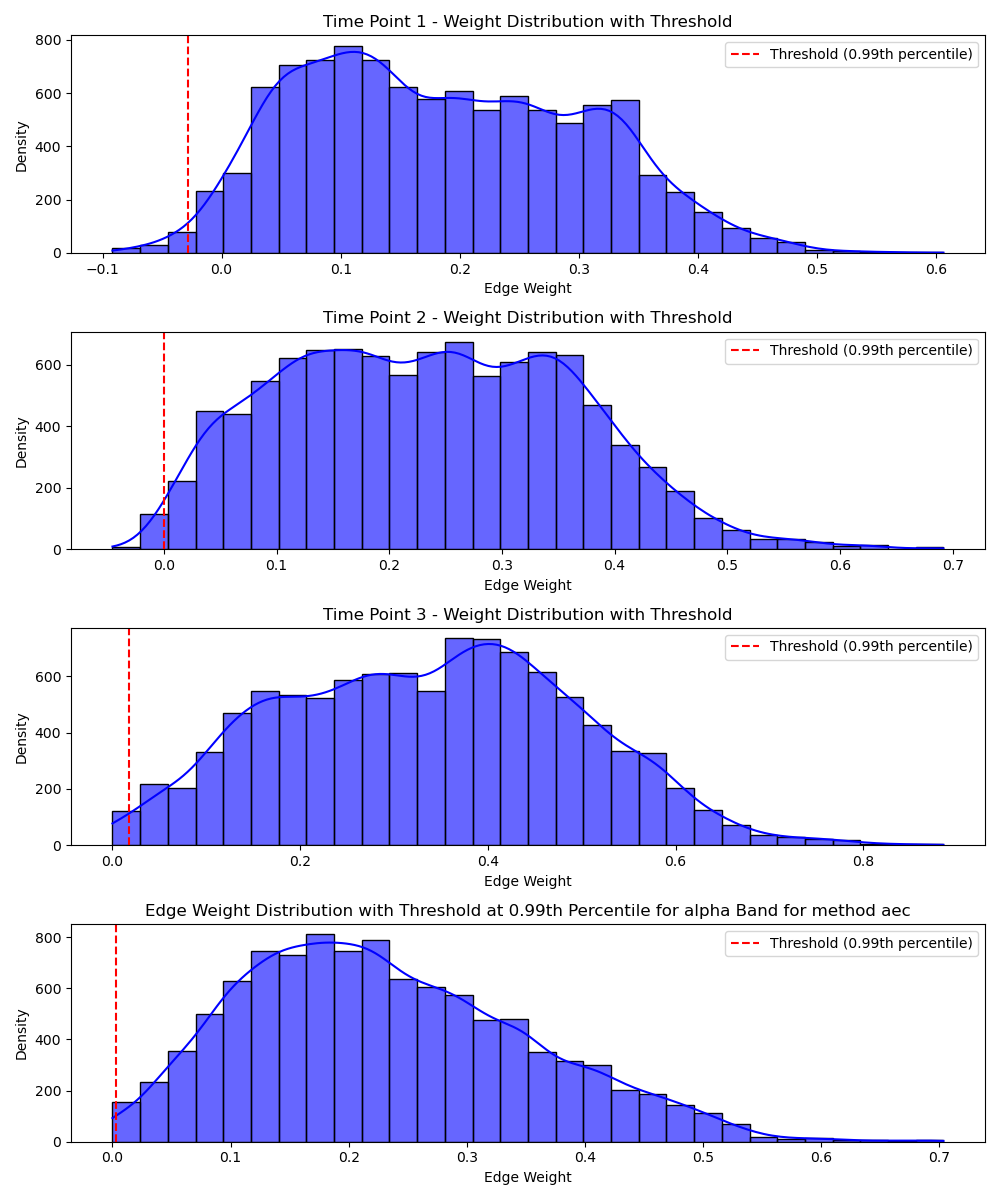 Time Point 1 - Weight Distribution with Threshold
800
600
400
200
0
Density
Threshold (0.99th percentile)
−0.1 0.0 0.1 0.2 0.3 0.4 0.5 0.6
Edge Weight
Time Point 2 - Weight Distribution with Threshold
600
400
200
0
Density
Threshold (0.99th percentile)
0.0 0.1 0.2 0.3 0.4 0.5 0.6 0.7
Edge Weight
Time Point 3 - Weight Distribution with Threshold
600
400
200
0
Density
Threshold (0.99th percentile)
0.0 0.2 0.4 0.6 0.8
Edge Weight
Edge Weight Distribution with Threshold at 0.99th Percentile for alpha Band for method aec
800
600
400
200
0
Density
Threshold (0.99th percentile)
0.0 0.1 0.2 0.3 0.4 0.5 0.6 0.7
Edge Weight